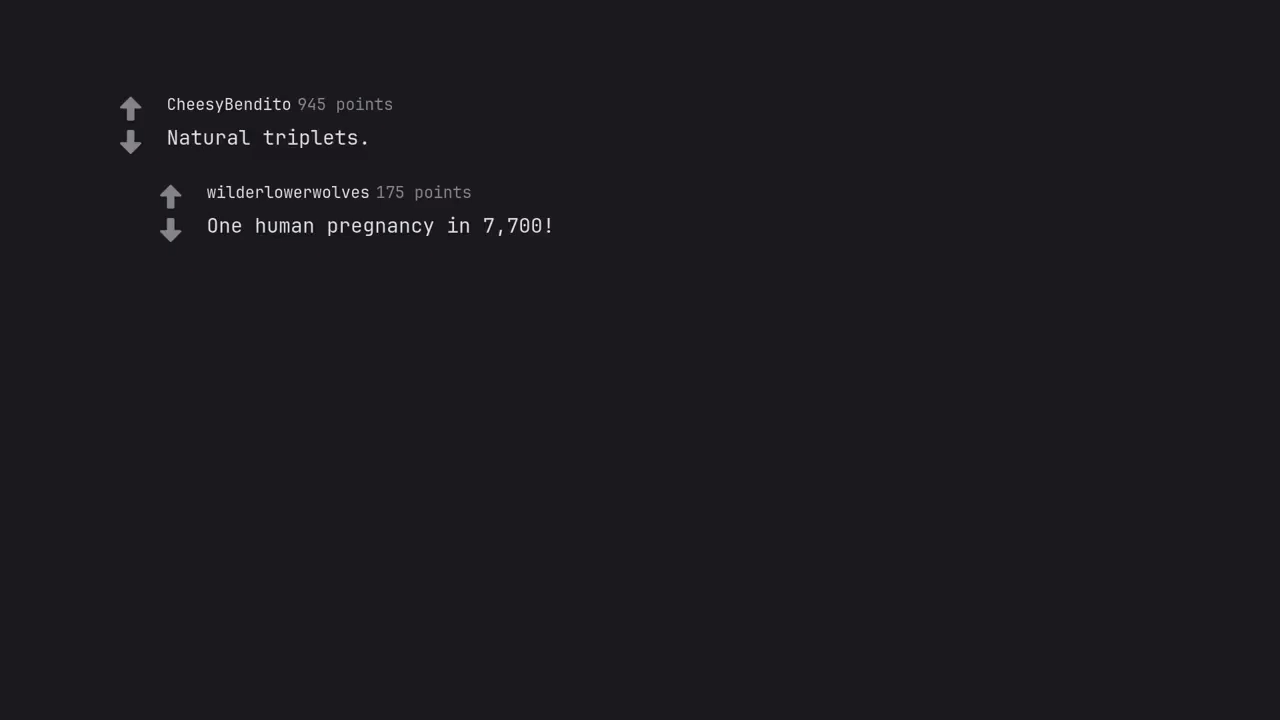 CheesyBendito 945 points
Natural triplets.
wilderlowerwolves 175 points
One human pregnancy in 7,700!